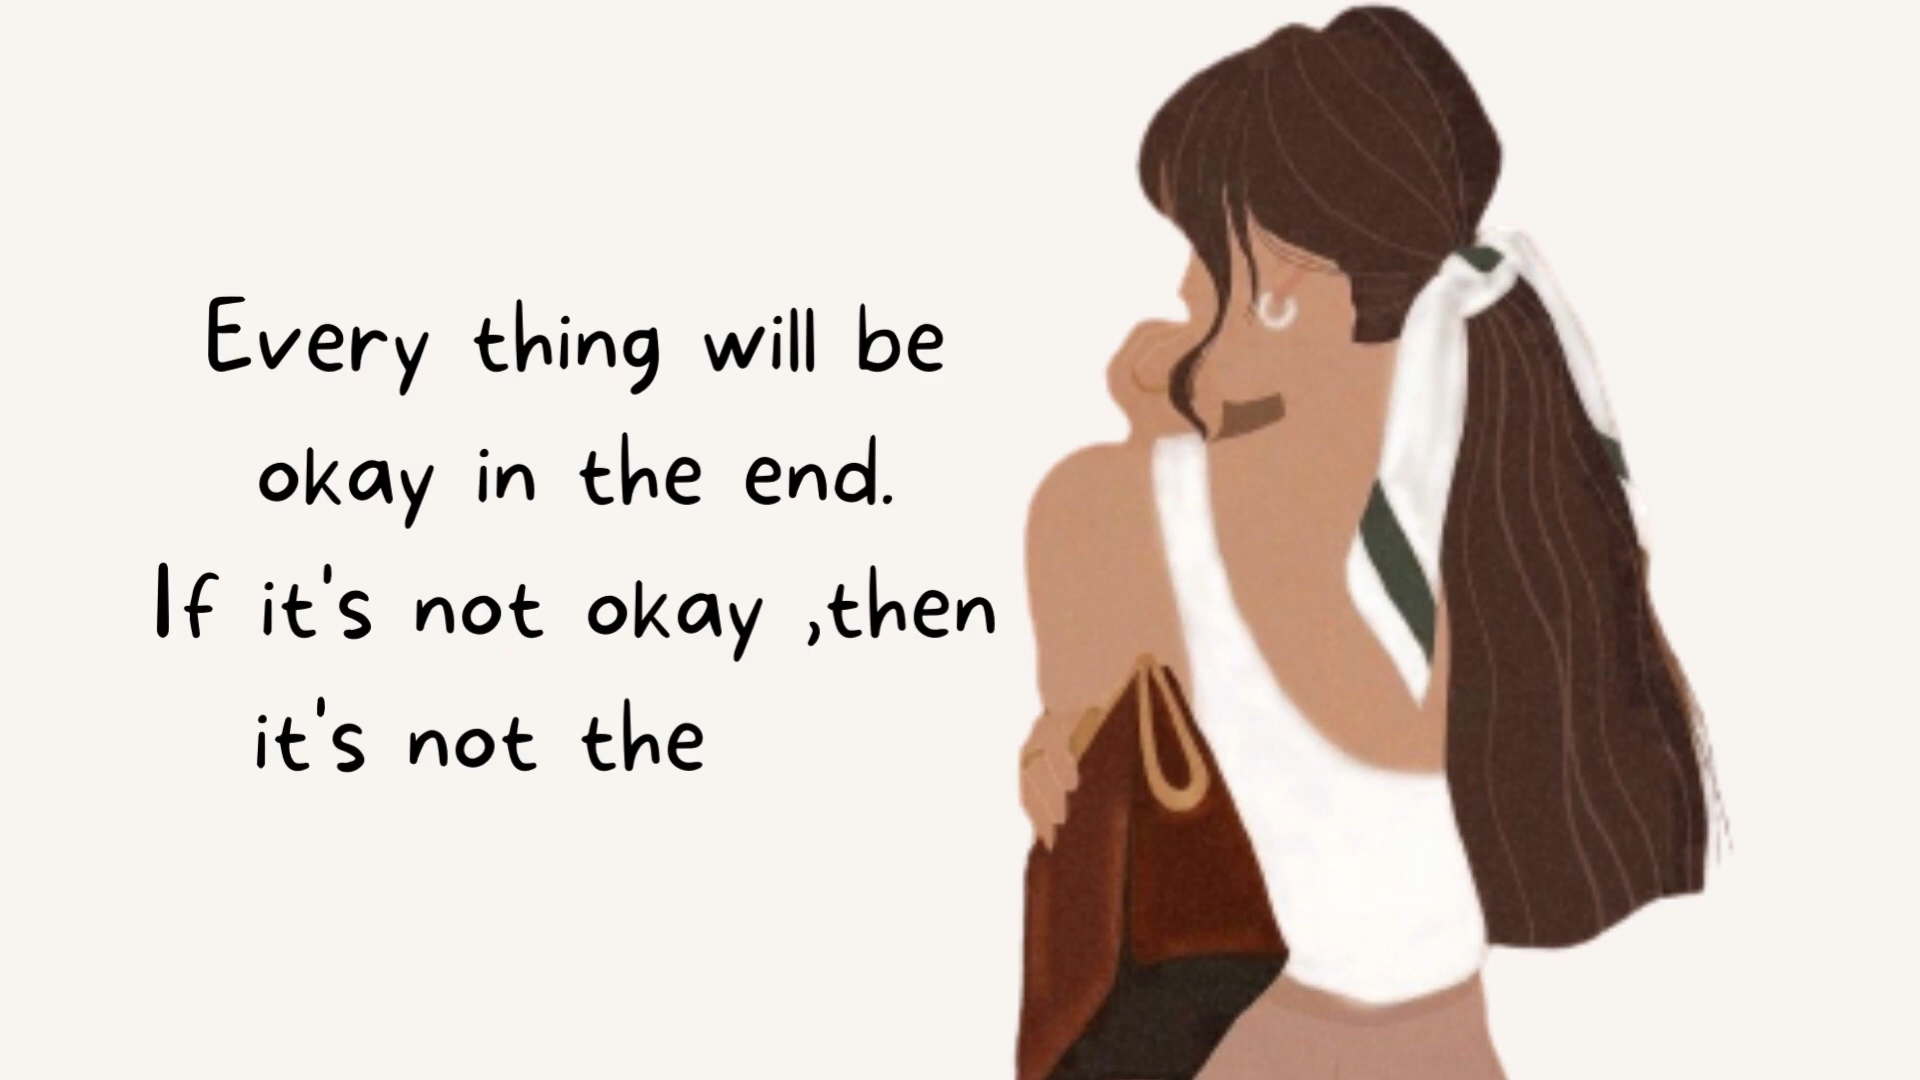 Every thing will be
okay in the end.
If it's not okay ,then
it's not the